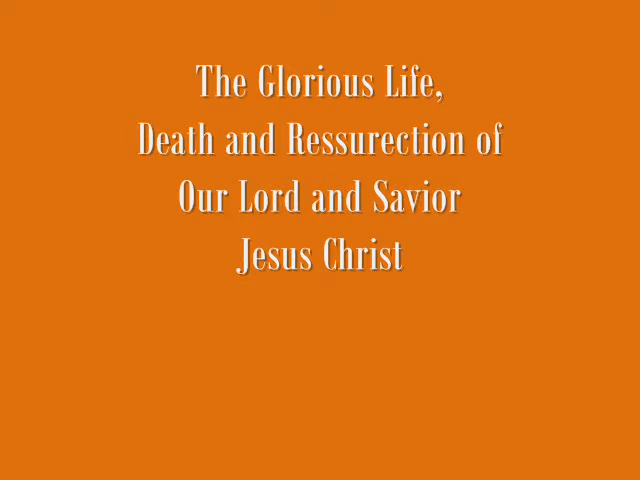 The Glorious Life,
Death and Ressurection of
Our Lord and Savior
Jesus Christ